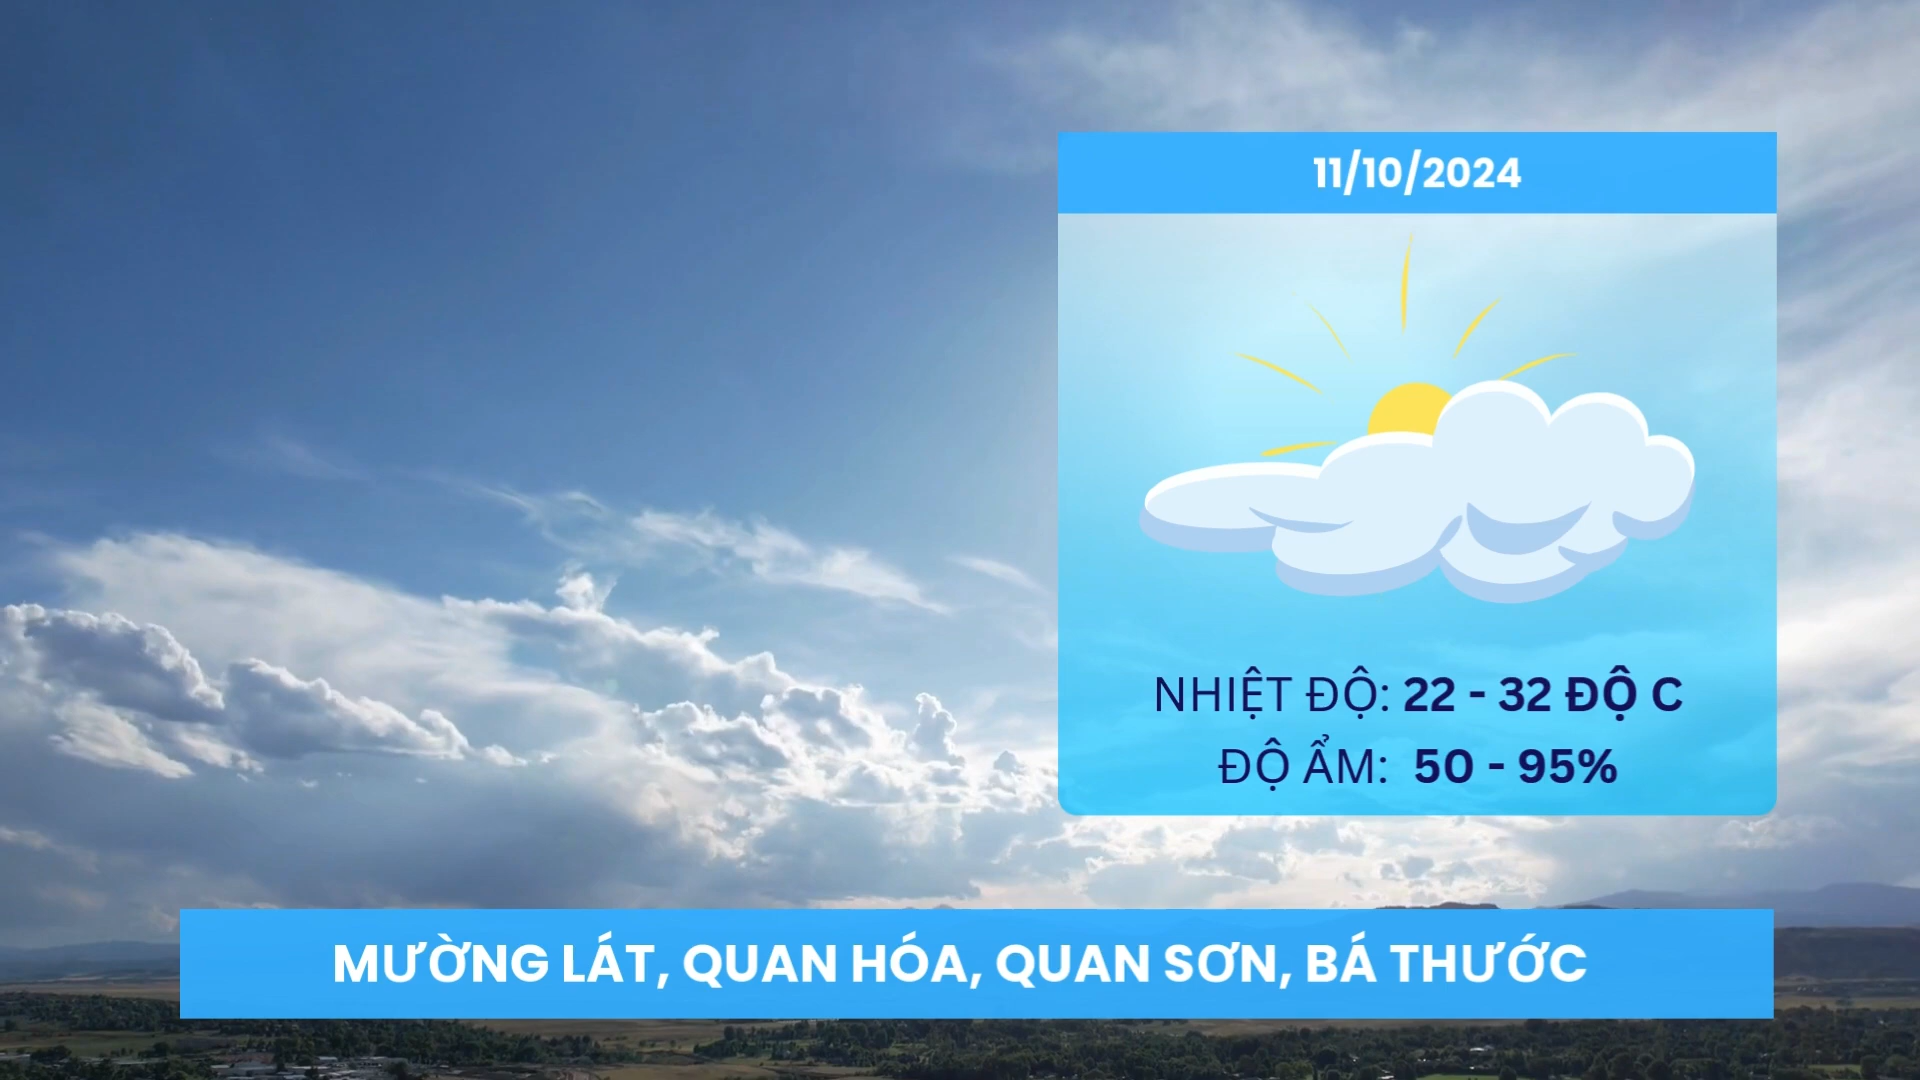 11/10/2024
NHIỆT ĐỘ: 22 - 32 ĐỘ C
ĐỘ ẨM: 50 - 95%
MƯỜNG LÁT, QUAN HÓA, QUAN SƠN, BÁ THƯỚC